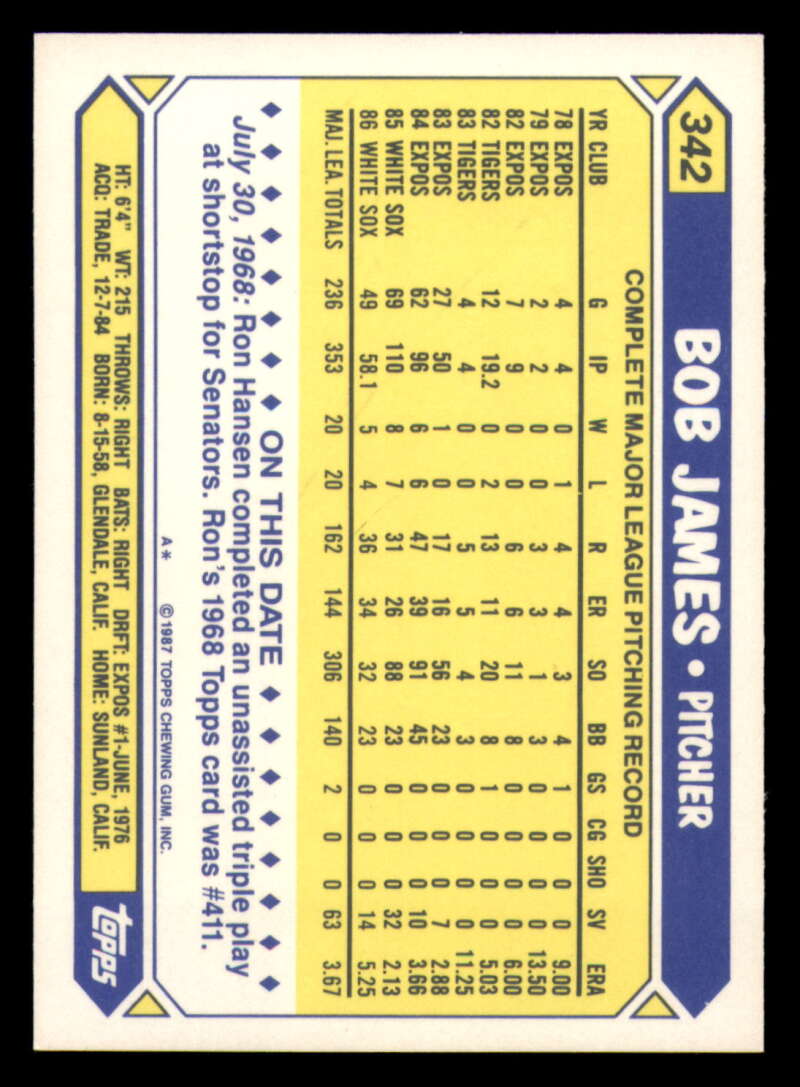 342 BOB JAMES • PITCHER
COMPLETE MAJOR LEAGUE PITCHING RECORD
YR CLUB G IP W L R ER SO BB GS CG SHO SV ERA
78 EXPOS 4 4 0 1 4 4 3 4 1 0 0 0 9.00
79 EXPOS 2 2 0 0 3 3 1 3 0 0 0 0 13.50
82 EXPOS 7 9 0 0 6 6 11 8 0 0 0 0 6.00
82 TIGERS 12 19.2 0 2 13 11 20 8 1 0 0 0 5.03
83 TIGERS 4 4 0 0 5 5 4 3 0 0 0 0 11.25
83 EXPOS 27 50 1 0 17 16 56 23 0 0 0 7 2.88
84 EXPOS 62 96 6 6 47 39 91 45 0 0 0 10 3.66
85 WHITE SOX 69 110 8 7 31 26 88 23 0 0 0 32 2.13
86 WHITE SOX 49 58.1 5 4 36 34 32 23 0 0 0 14 5.25
MAJ. LEA. TOTALS 236 353 20 20 162 144 306 140 2 0 0 63 3.67
ON THIS DATE
July 30, 1968: Ron Hansen completed an unassisted triple play
at shortstop for Senators. Ron's 1968 Topps card was #411.
A* ©1987 TOPPS CHEWING GUM, INC.
HT: 6'4" WT: 215 THROWS: RIGHT BATS: RIGHT DRFT: EXPOS #1-JUNE, 1976
ACQ: TRADE, 12-7-84 BORN: 8-15-58, GLENDALE, CALIF. HOME: SUNLAND, CALIF.
topps